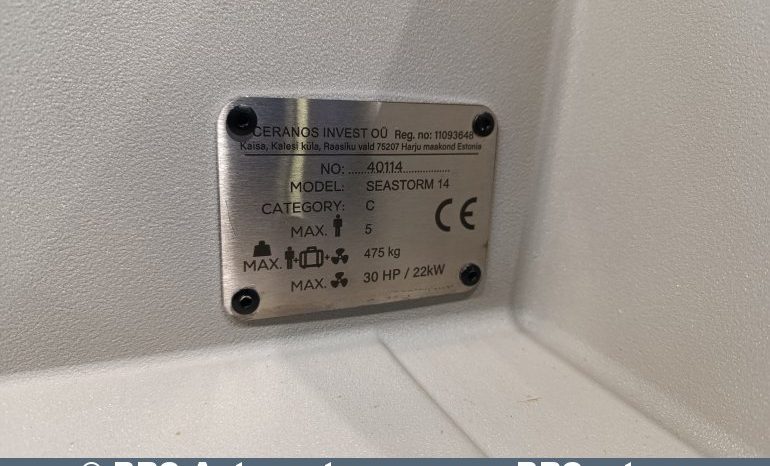 CERANOS INVEST OÜ Reg. no: 11093648
Kaisa, Kalesi küla, Raasiku vald 75207 Harju maakond Estonia
NO: 40114
MODEL: SEASTORM 14
CATEGORY: C
MAX. 5
MAX. + + 475 kg
MAX. 30 HP / 22kW
CE